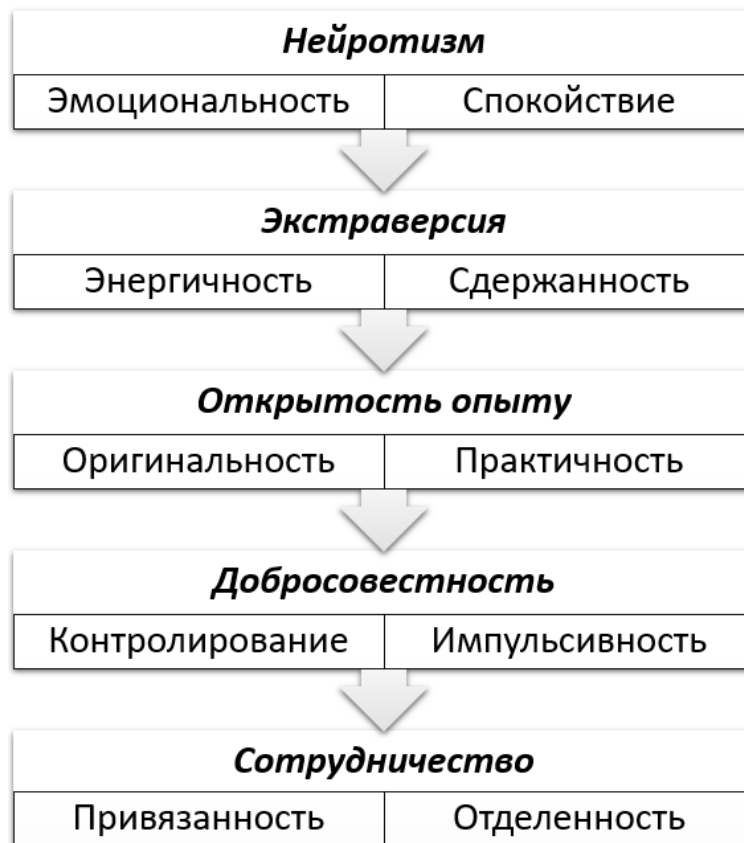 Нейротизм
Эмоциональность Спокойствие
Экстраверсия
Энергичность Сдержанность
Открытость опыту
Оригинальность Практичность
Добросовестность
Контролирование Импульсивность
Сотрудничество
Привязанность Отделенность